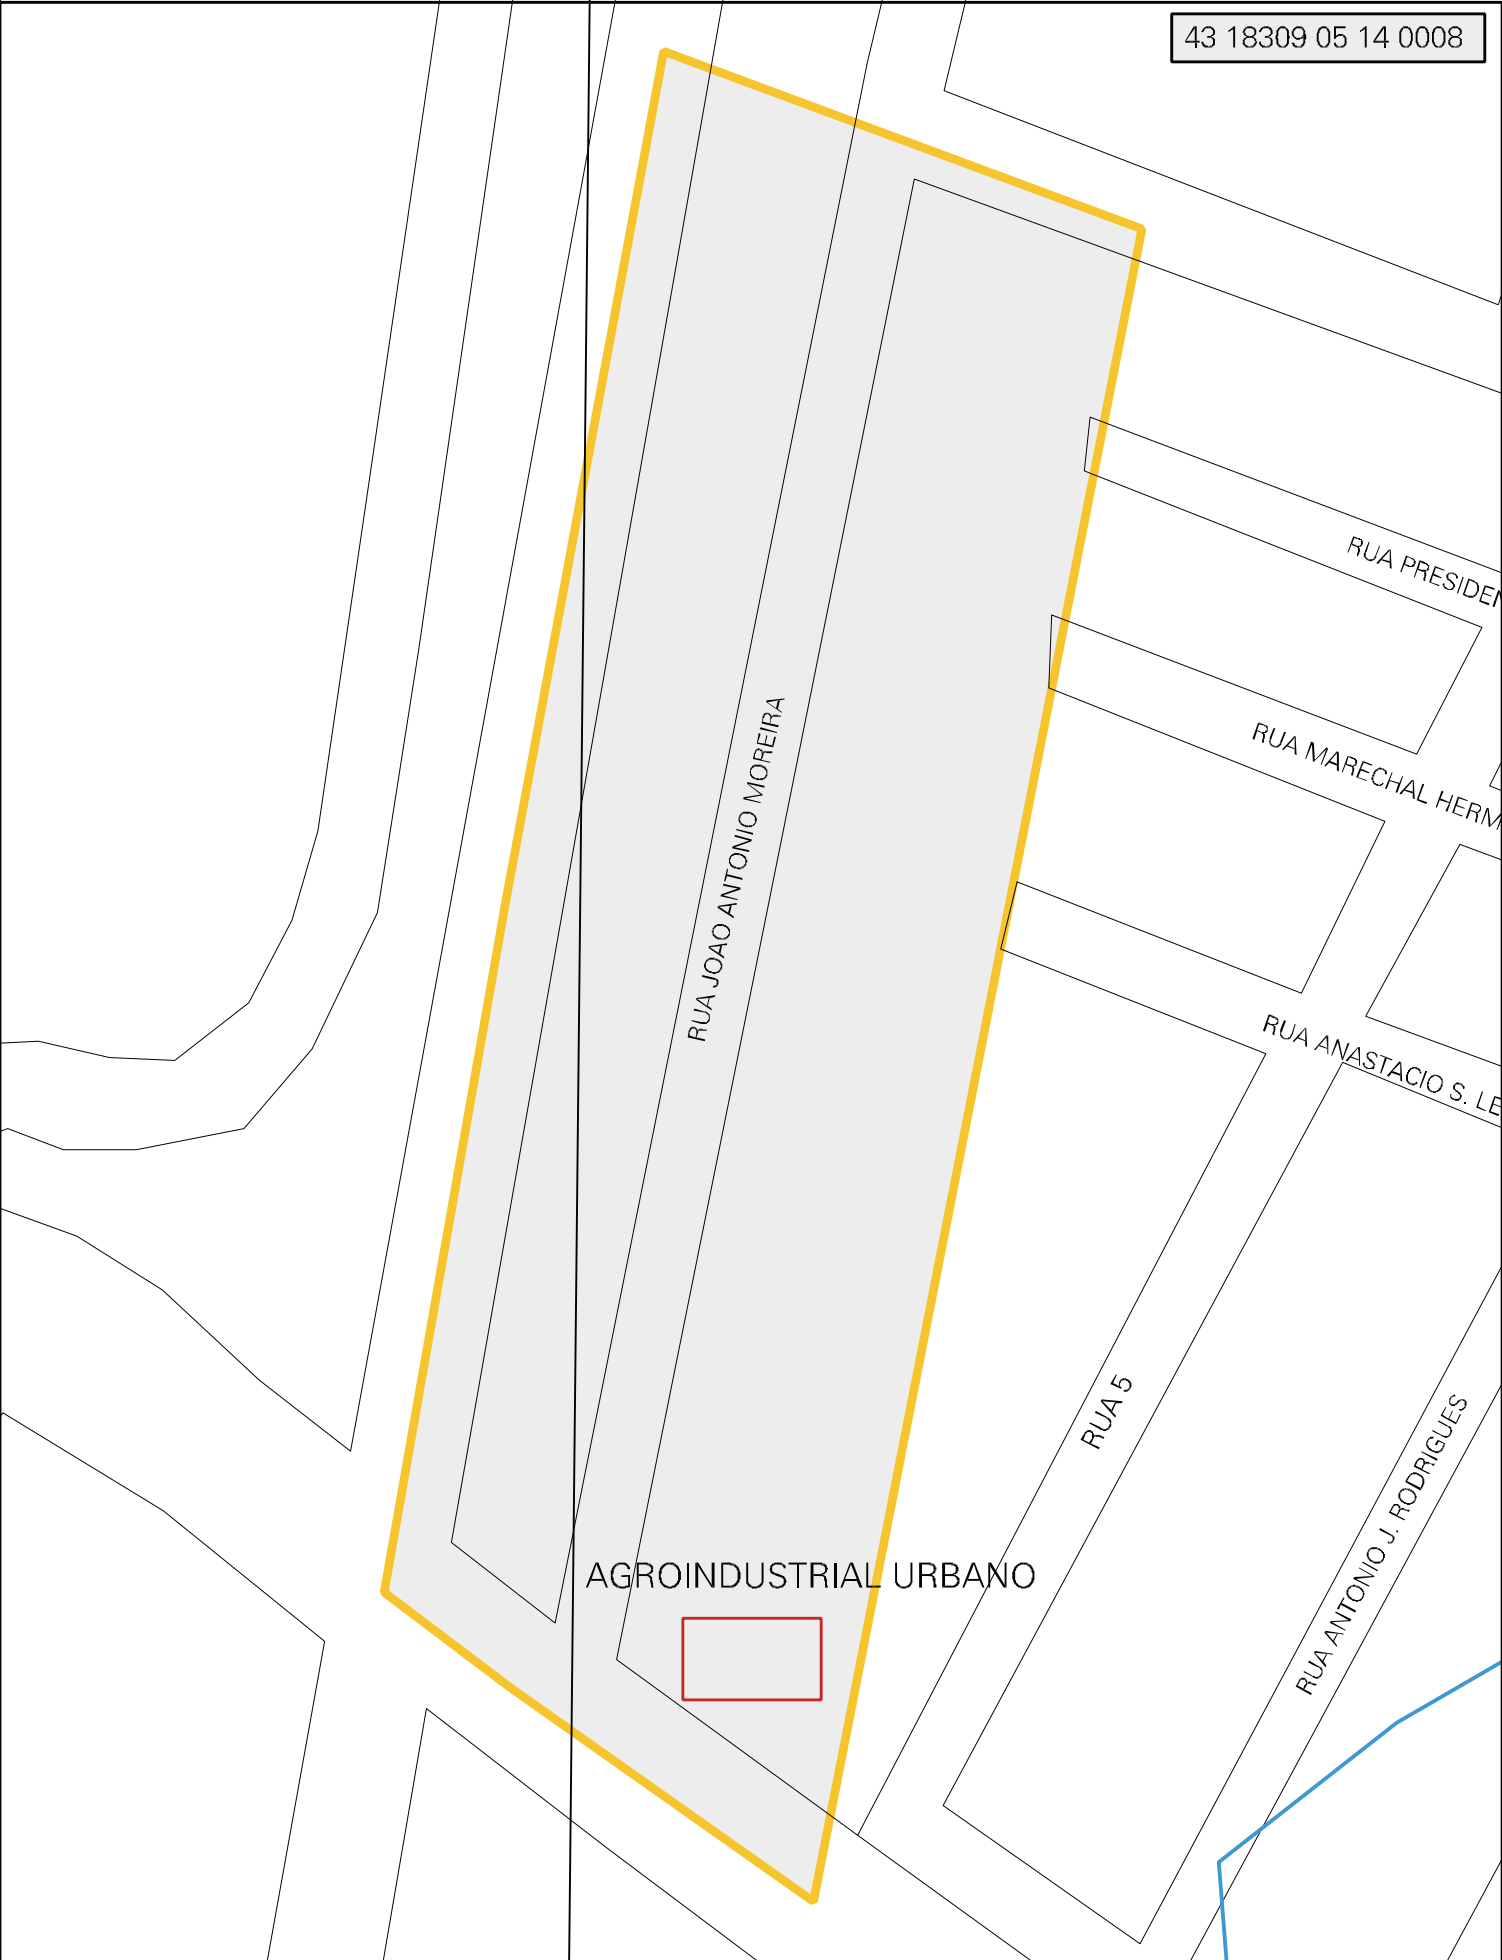 43 18309 05 14 0008
RUA PRESIDEN
RUA MARECHAL HERM
RUA JOAO ANTONIO MOREIRA
RUA ANASTACIO S. LE
RUA 5
RUA ANTONIO J. RODRIGUES
AGROINDUSTRIAL URBANO